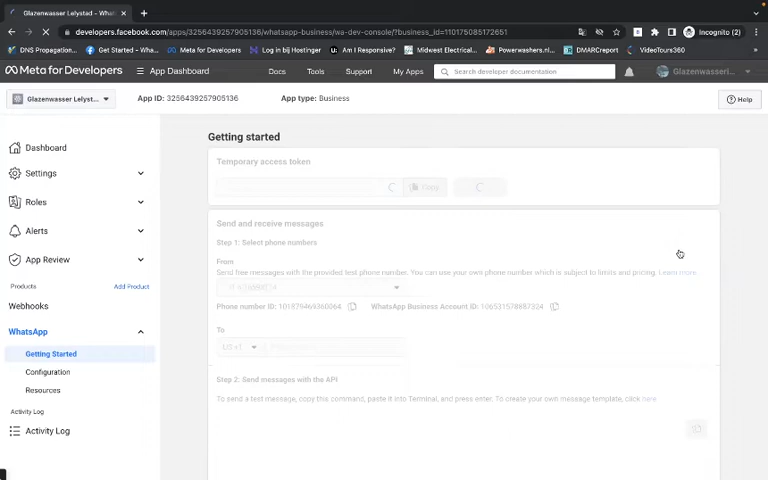 Glazenwasser Lelystad - What
developers.facebook.com/apps/3256439257905136/whatsapp-business/wa-dev-console/?business_id=110175085172651
Incognito (2)
DNS Propagation...
Get Started - Wha...
Meta for Developers
Log in bij Hostinger
Am I Responsive?
Midwest Electrical...
Powerwashers.nl...
DMARCreport
VideoTours360
»
Meta for Developers
App Dashboard
Docs
Tools
Support
My Apps
Search developer documentation
Glazenwasseri...
Glazenwasser Lelyst...
App ID: 3256439257905136
App type: Business
Help
Dashboard
Settings
Roles
Alerts
App Review
Products
Add Product
Webhooks
WhatsApp
Getting Started
Configuration
Resources
Activity Log
Activity Log
Getting started
Temporary access token
Copy
Send and receive messages
Step 1: Select phone numbers
From
Send free messages with the provided test phone number. You can use your own phone number which is subject to limits and pricing. Learn more.
Phone number ID: 101879469360064
WhatsApp Business Account ID: 106531578887324
To
US +1
Step 2: Send messages with the API
To send a test message, copy this command, paste it into Terminal, and press enter. To create your own message template, click here